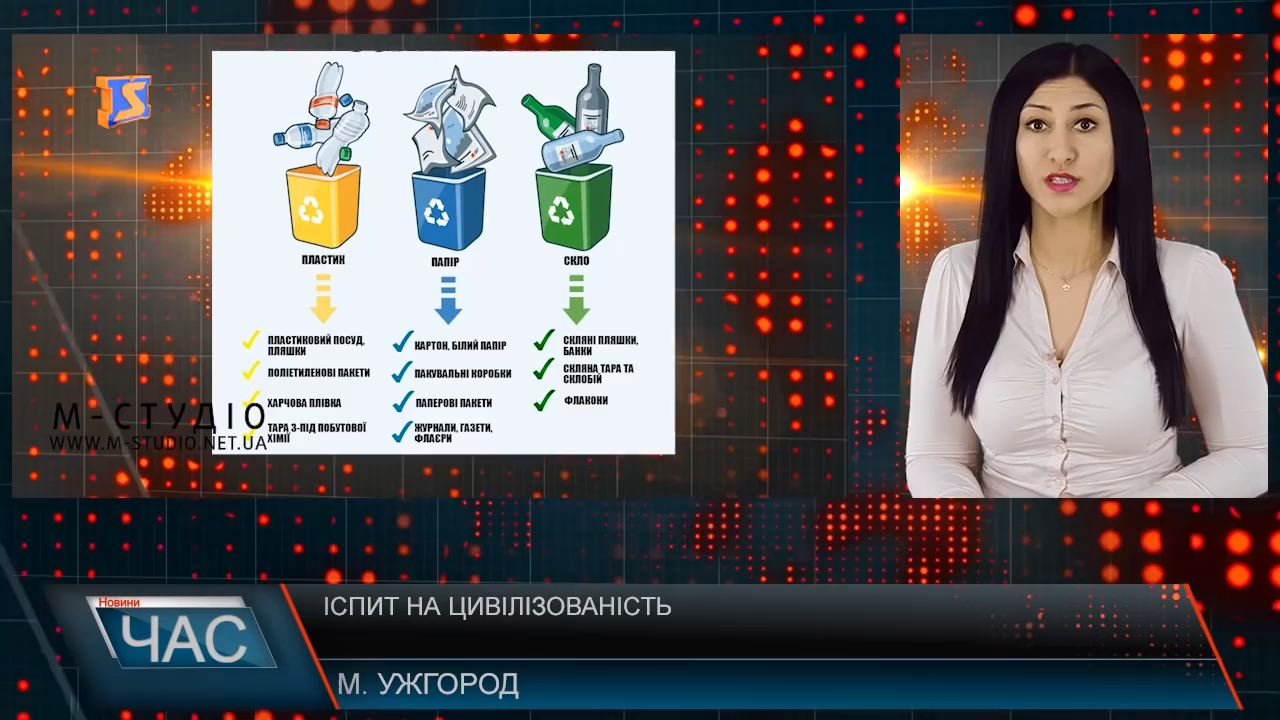 ПЛАСТИК
ПАПІР
СКЛО
ПЛАСТИКОВИЙ ПОСУД,
ПЛЯШКИ
ПОЛІЕТИЛЕНОВІ ПАКЕТИ
ХАРЧОВА ПЛІВКА
ТАРА З-ПІД ПОБУТОВОЇ
ХІМІЇ
КАРТОН, БІЛИЙ ПАПІР
ПАКУВАЛЬНІ КОРОБКИ
ПАПЕРОВІ ПАКЕТИ
ЖУРНАЛИ, ГАЗЕТИ,
ФЛАЄРИ
СКЛЯНІ ПЛЯШКИ,
БАНКИ
СКЛЯНА ТАРА ТА
СКЛОБІЙ
ФЛАКОНИ
М-СТУДІО
WWW.M-STUDIO.NET.UA
Новини
ЧАС
ІСПИТ НА ЦИВІЛІЗОВАНІСТЬ
М. УЖГОРОД